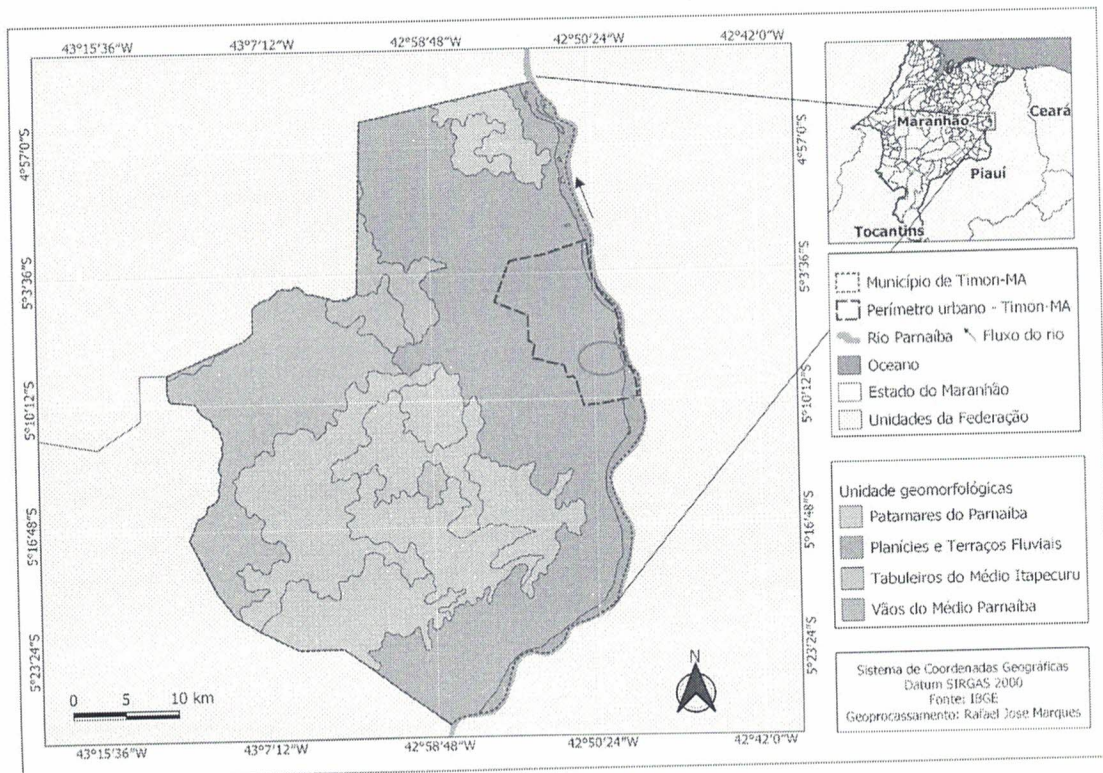 43°15'36"W 43°7'12"W 42°58'48"W 42°50'24"W 42°42'0"W
4°57'0"S
5°3'36"S
5°10'12"S
5°16'48"S
5°23'24"S
0 5 10 km
N
43°15'36"W 43°7'12"W 42°58'48"W 42°50'24"W 42°42'0"W
4°57'0"S
5°3'36"S
5°10'12"S
5°16'48"S
5°23'24"S
Maranhão
Ceará
Piauí
Tocantins
Município de Timon-MA
Perímetro urbano - Timon-MA
Rio Parnaíba Fluxo do rio
Oceano
Estado do Maranhão
Unidades da Federação
Unidade geomorfológicas
Patamares do Parnaíba
Planícies e Terraços Fluviais
Tabuleiros do Médio Itapecuru
Vãos do Médio Parnaíba
Sistema de Coordenadas Geográficas
Datum SIRGAS 2000
Fonte: IBGE
Geoprocassamento: Rafael Jose Marques